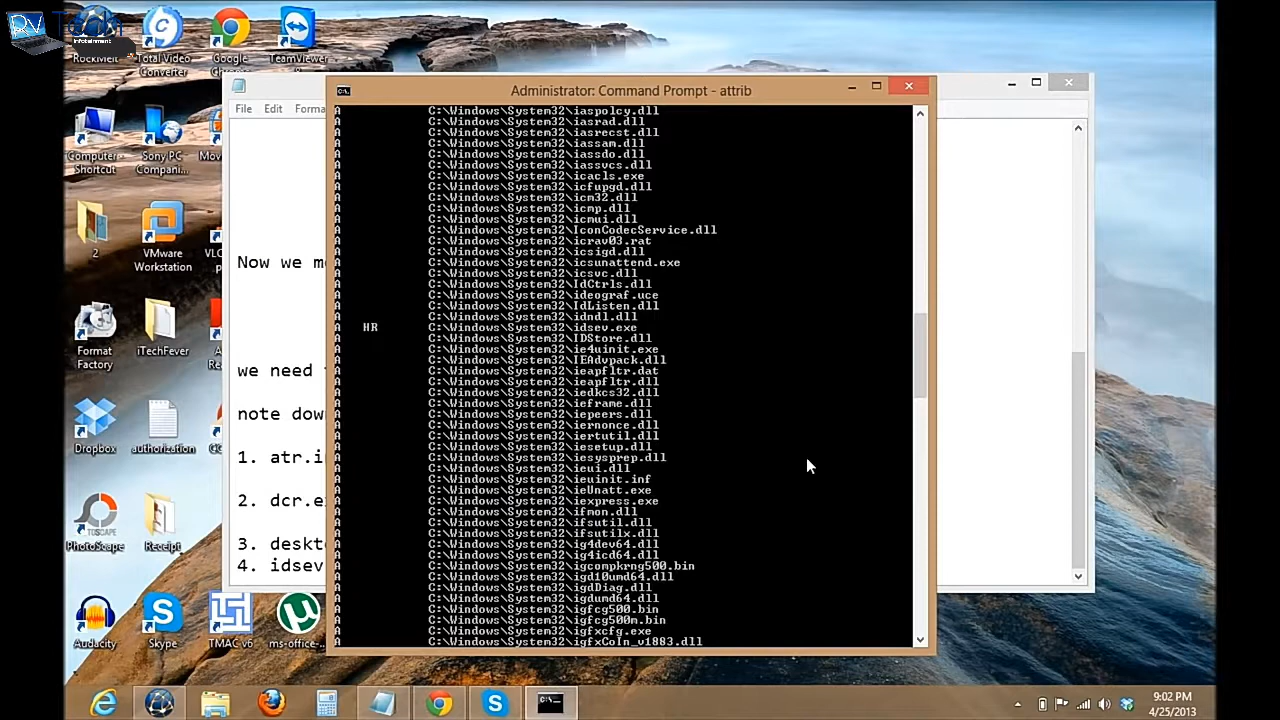 RV Tech
Infotainment
RockMelt
Total Video
Converter
Google
TeamViewer
Computer -
Shortcut
Sony PC
Compani...
2
VMware
Workstation
Format
Factory
iTechFever
Dropbox
authorization
PhotoScape
Receipt
Audacity
Skype
TMAC v6
ms-office-...
File Edit Forma
Now we m
we need
note dow
1. atr.i
2. dcr.e
3. deskt
4. idsev
Administrator: Command Prompt - attrib
A C:\Windows\System32\iaspolcy.dll
A C:\Windows\System32\iasrad.dll
A C:\Windows\System32\iasrecst.dll
A C:\Windows\System32\iassam.dll
A C:\Windows\System32\iassdo.dll
A C:\Windows\System32\iassvcs.dll
A C:\Windows\System32\icacls.exe
A C:\Windows\System32\icfupgd.dll
A C:\Windows\System32\icm32.dll
A C:\Windows\System32\icmp.dll
A C:\Windows\System32\icmui.dll
A C:\Windows\System32\IconCodecService.dll
A C:\Windows\System32\icrav03.rat
A C:\Windows\System32\icsigd.dll
A C:\Windows\System32\icsunattend.exe
A C:\Windows\System32\icsvc.dll
A C:\Windows\System32\IdCtrls.dll
A C:\Windows\System32\ideograf.uce
A C:\Windows\System32\IdListen.dll
A C:\Windows\System32\idndl.dll
A HR C:\Windows\System32\idsev.exe
A C:\Windows\System32\IDStore.dll
A C:\Windows\System32\ie4uinit.exe
A C:\Windows\System32\IEAdvpack.dll
A C:\Windows\System32\ieapfltr.dat
A C:\Windows\System32\ieapfltr.dll
A C:\Windows\System32\iedkcs32.dll
A C:\Windows\System32\ieframe.dll
A C:\Windows\System32\iepeers.dll
A C:\Windows\System32\iernonce.dll
A C:\Windows\System32\iertutil.dll
A C:\Windows\System32\iesetup.dll
A C:\Windows\System32\iesysprep.dll
A C:\Windows\System32\ieui.dll
A C:\Windows\System32\ieuinit.inf
A C:\Windows\System32\ieUnatt.exe
A C:\Windows\System32\iexpress.exe
A C:\Windows\System32\ifmon.dll
A C:\Windows\System32\ifsutil.dll
A C:\Windows\System32\ifsutilx.dll
A C:\Windows\System32\ig4dev64.dll
A C:\Windows\System32\ig4icd64.dll
A C:\Windows\System32\igcompkrng500.bin
A C:\Windows\System32\igd10umd64.dll
A C:\Windows\System32\igdDiag.dll
A C:\Windows\System32\igdumd64.dll
A C:\Windows\System32\igfcg500.bin
A C:\Windows\System32\igfcg500m.bin
A C:\Windows\System32\igfxcfg.exe
A C:\Windows\System32\igfxCoIn_v1883.dll
9:02 PM
4/25/2013